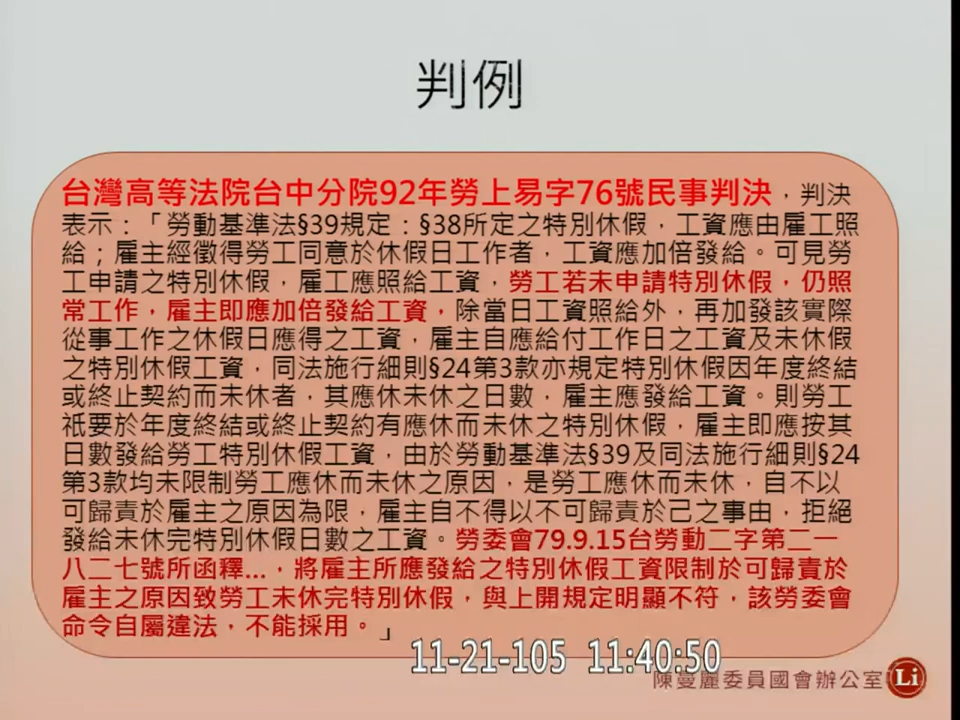 判例
台灣高等法院台中分院92年勞上易字76號民事判決，判決
表示：「勞動基準法§39規定：§38所定之特別休假，工資應由雇工照
給；雇主經徵得勞工同意於休假日工作者，工資應加倍發給。可見勞
工申請之特別休假，雇工應照給工資，勞工若未申請特別休假，仍照
常工作，雇主即應加倍發給工資，除當日工資照給外，再加發該實際
從事工作之休假日應得之工資，雇主自應給付工作日之工資及未休假
之特別休假工資，同法施行細則§24第3款亦規定特別休假因年度終結
或終止契約而未休者，其應休未休之日數，雇主應發給工資。則勞工
祇要於年度終結或終止契約有應休而未休之特別休假，雇主即應按其
日數發給勞工特別休假工資，由於勞動基準法§39及同法施行細則§24
第3款均未限制勞工應休而未休之原因，是勞工應休而未休，自不以
可歸責於雇主之原因為限，雇主自不得以不可歸責於己之事由，拒絕
發給未休完特別休假日數之工資。勞委會79.9.15台勞動二字第二一
八二七號所函釋…，將雇主所應發給之特別休假工資限制於可歸責於
雇主之原因致勞工未休完特別休假，與上開規定明顯不符，該勞委會
命令自屬違法，不能採用。」
11-21-105 11:40:50
陳曼麗委員國會辦公室 Li